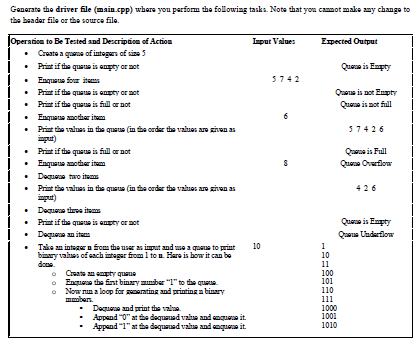 Generate the driver file (main.cpp) where you perform the following tasks. Note that you cannot make any change to
the header file or the source file.
Operation to Be Tested and Description of Action Input Values Expected Output
• Create a queue of integers of size 5
• Print if the queue is empty or not Queue is Empty
• Enqueue four items 5 7 4 2
• Print if the queue is empty or not Queue is not Empty
• Print if the queue is full or not Queue is not full
• Enqueue another item 6
• Print the values in the queue (in the order the values are given as 5 7 4 2 6
input)
• Print if the queue is full or not Queue is Full
• Enqueue another item 8 Queue Overflow
• Dequeue two items
• Print the values in the queue (in the order the values are given as 4 2 6
input)
• Dequeue three items
• Print if the queue is empty or not Queue is Empty
• Dequeue an item Queue Underflow
• Take an integer n from the user as input and use a queue to print 10 1
binary values of each integer from 1 to n. Here is how it can be 10
done. 11
o Create an empty queue 100
o Enqueue the first binary number "1" to the queue. 101
o Now run a loop for generating and printing n binary 110
numbers. 111
▪ Dequeue and print the value. 1000
▪ Append "0" at the dequeued value and enqueue it. 1001
▪ Append "1" at the dequeued value and enqueue it. 1010